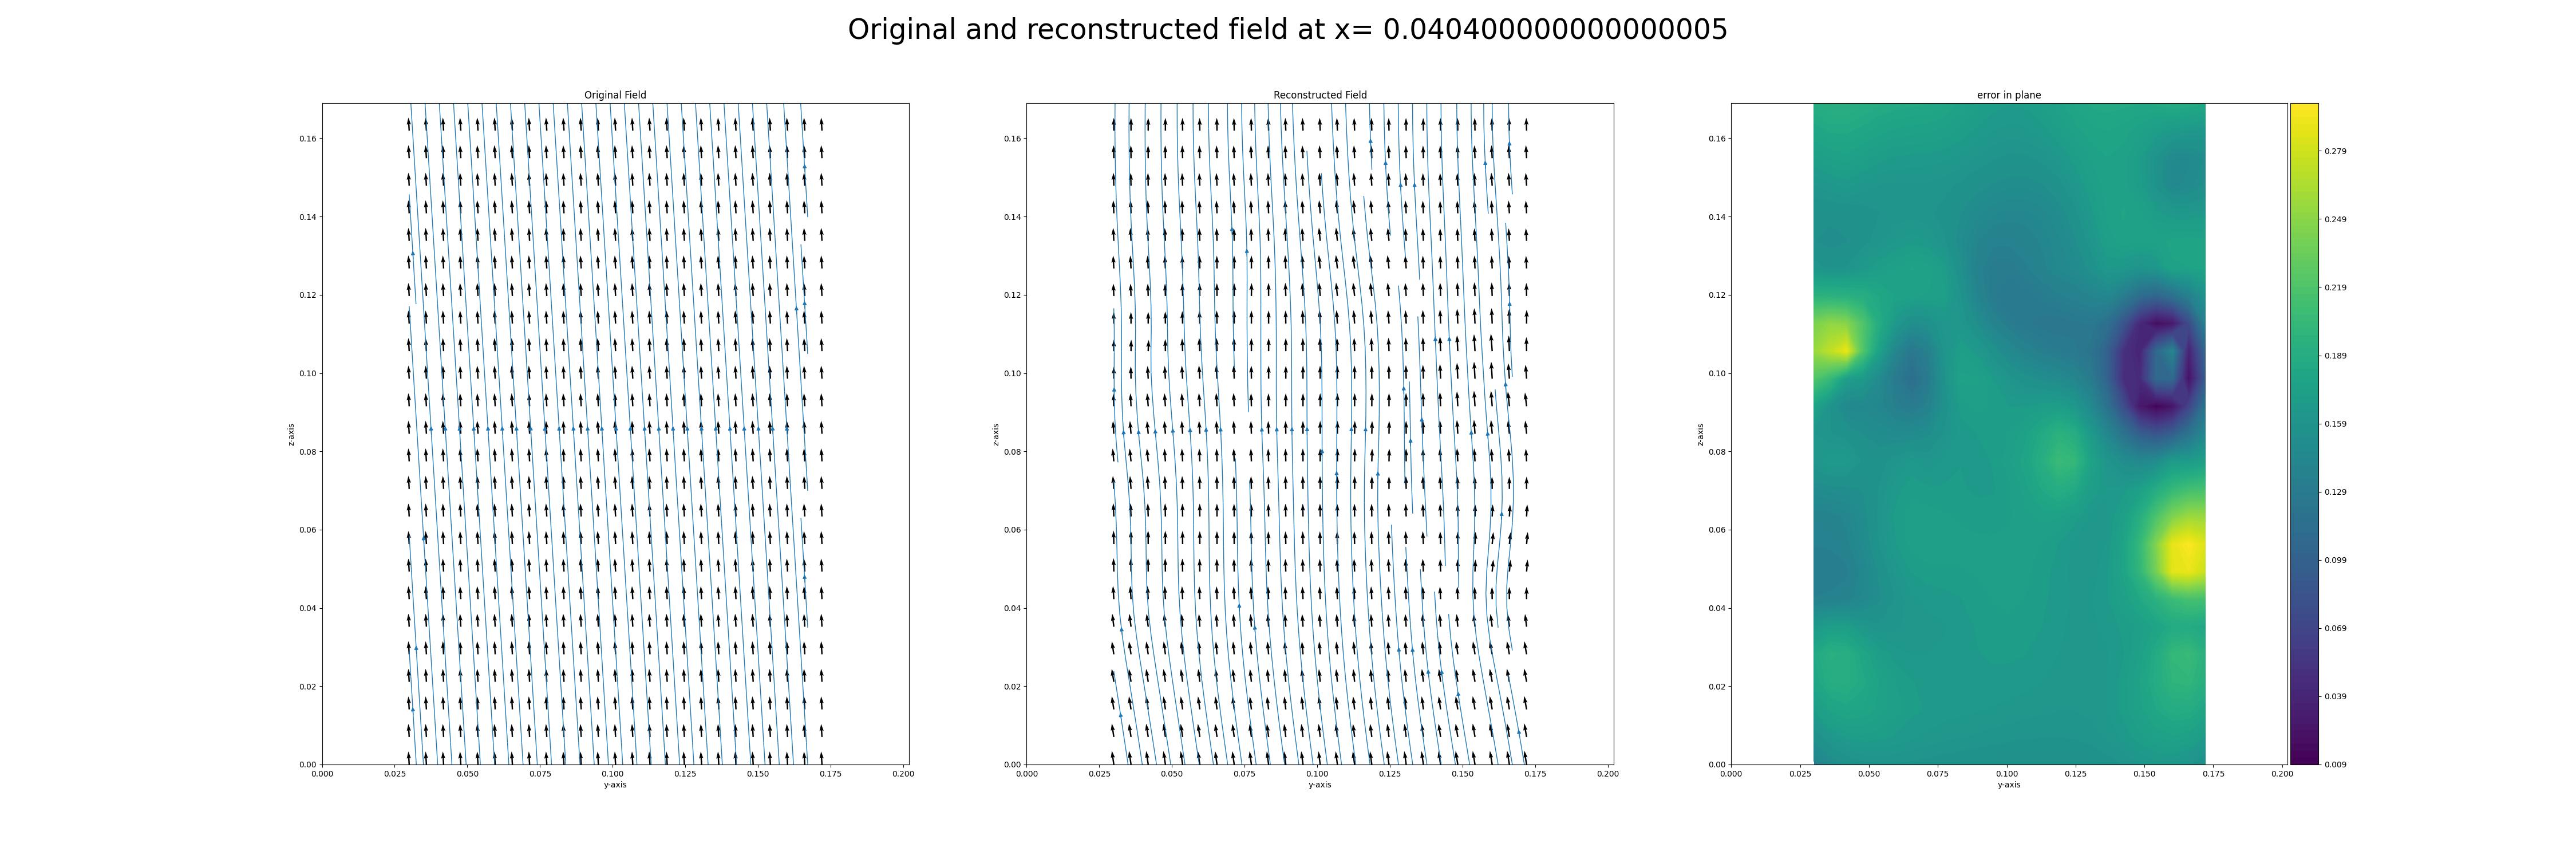 Original and reconstructed field at x= 0.040400000000000005
Original Field
0.16
0.14
0.12
0.10
0.08
0.06
0.04
0.02
0.00
z-axis
0.000 0.025 0.050 0.075 0.100 0.125 0.150 0.175 0.200
y-axis
Reconstructed Field
0.16
0.14
0.12
0.10
0.08
0.06
0.04
0.02
0.00
z-axis
0.000 0.025 0.050 0.075 0.100 0.125 0.150 0.175 0.200
y-axis
error in plane
0.16
0.14
0.12
0.10
0.08
0.06
0.04
0.02
0.00
z-axis
0.000 0.025 0.050 0.075 0.100 0.125 0.150 0.175 0.200
y-axis
0.279
0.249
0.219
0.189
0.159
0.129
0.099
0.069
0.039
0.009